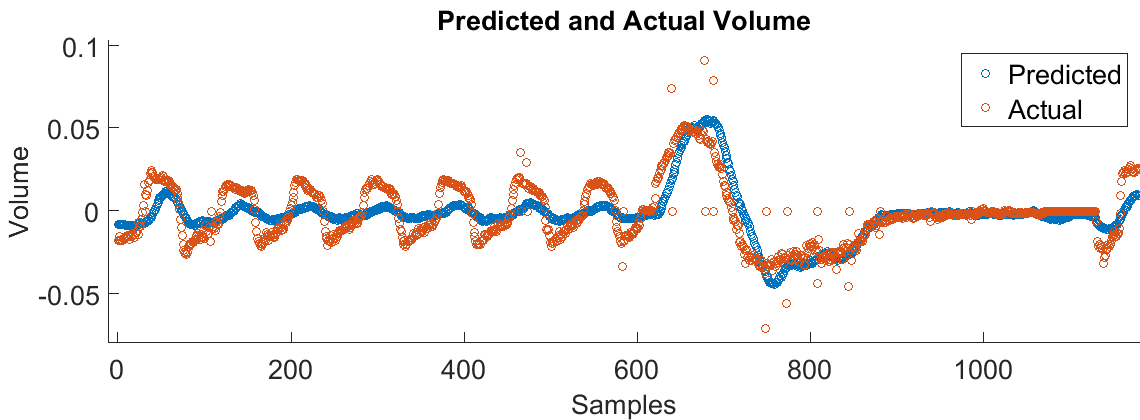 Predicted and Actual Volume
0.1
0.05
0
-0.05
Volume
Predicted
Actual
0 200 400 600 800 1000
Samples